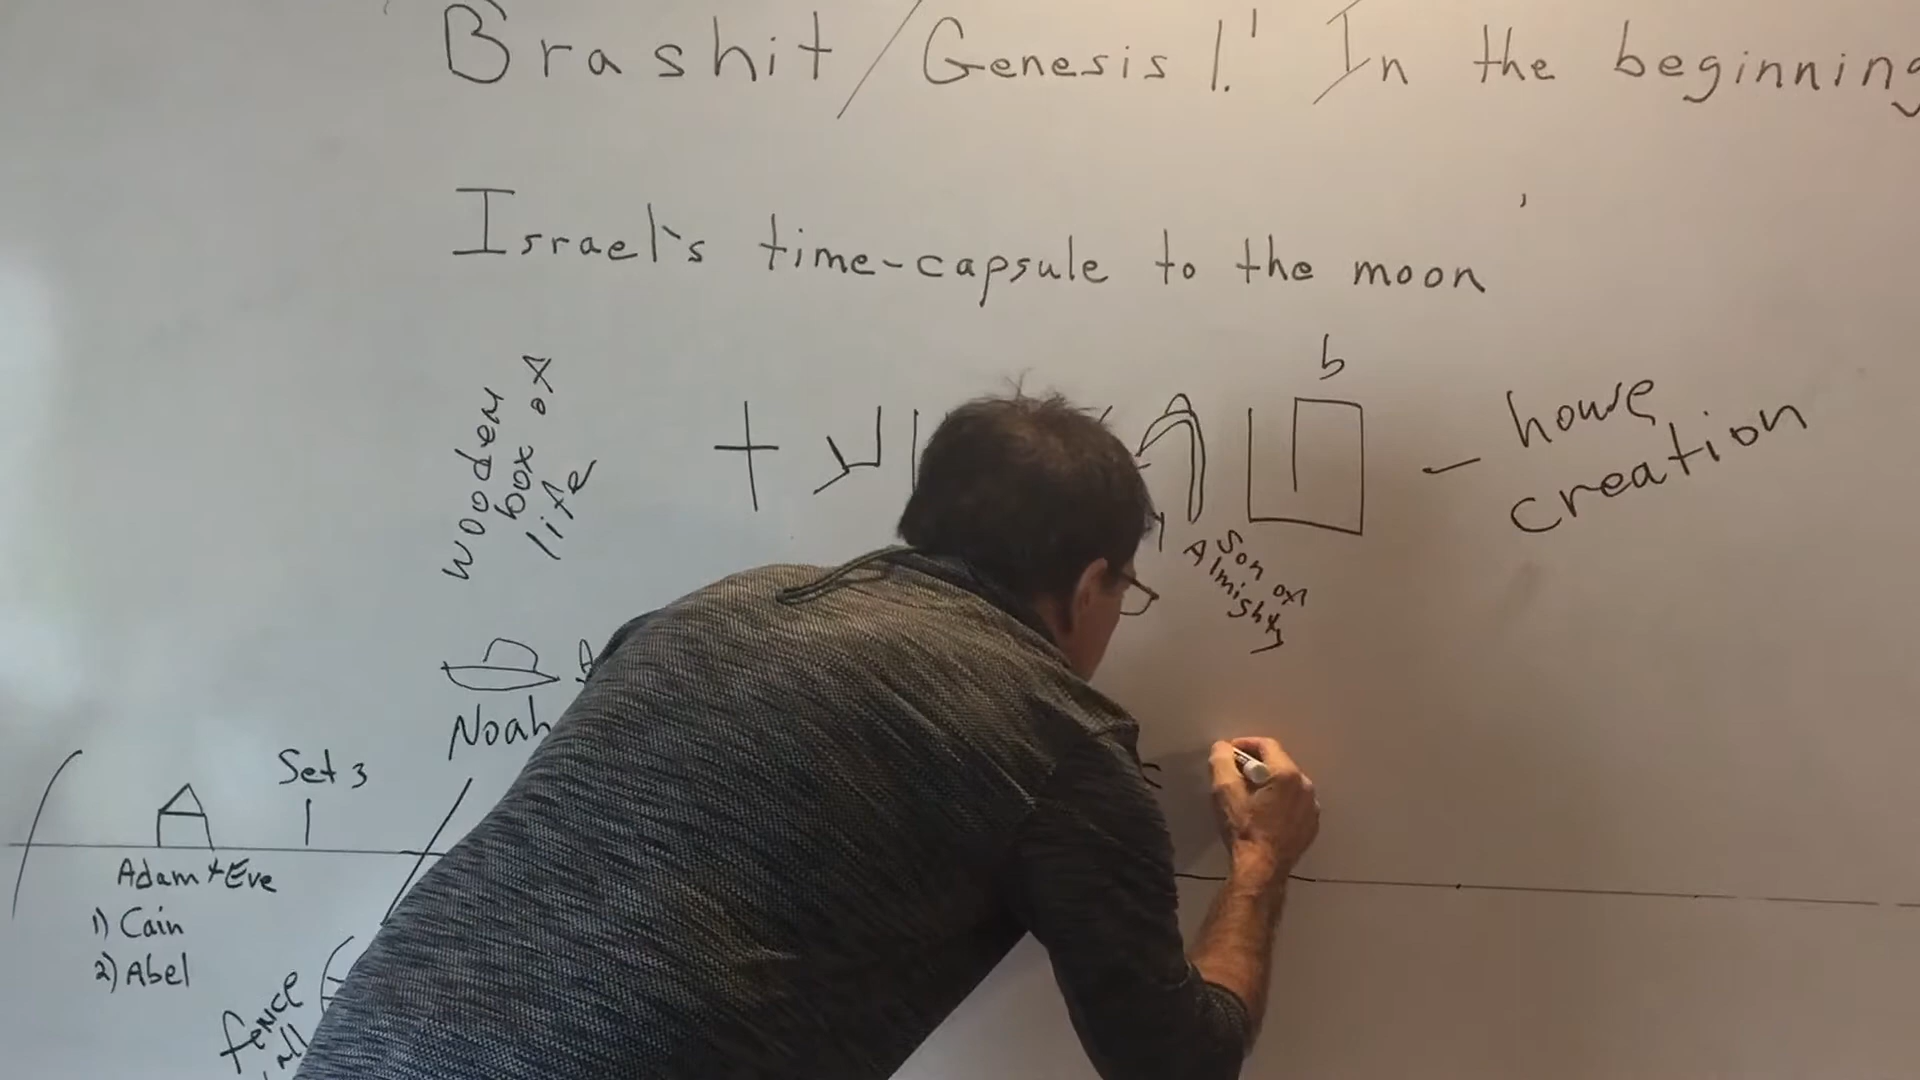 Brashit / Genesis 1:1 In the beginning
Israel's time-capsule to the moon
b
wooden
box of
life
house
creation
Son of
Almighty
Noah
Set 3
Adam + Eve
1) Cain
2) Abel
fence